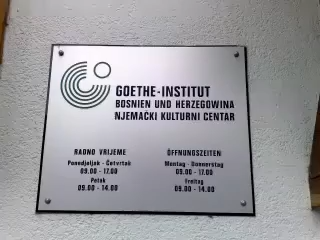 GOETHE-INSTITUT
BOSNIEN UND HERZEGOWINA
NJEMAČKI KULTURNI CENTAR
RADNO VRIJEME
Ponedjeljak - Četvrtak
09.00 - 17.00
Petak
09.00 - 14.00
ÖFFNUNGSZEITEN
Montag - Donnerstag
09.00 - 17.00
Freitag
09.00 - 14.00